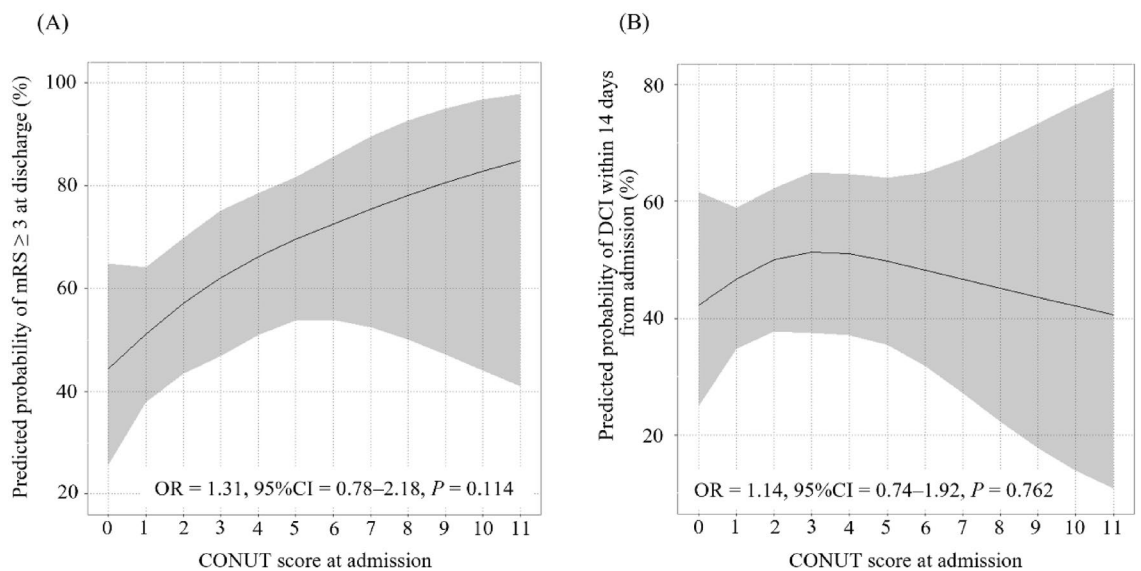 (A)
Predicted probability of mRS ≥ 3 at discharge (%)
100
80
60
40
20
OR = 1.31, 95%CI = 0.78–2.18, P = 0.114
0 1 2 3 4 5 6 7 8 9 10 11
CONUT score at admission
(B)
Predicted probability of DCI within 14 days
from admission (%)
80
60
40
20
OR = 1.14, 95%CI = 0.74–1.92, P = 0.762
0 1 2 3 4 5 6 7 8 9 10 11
CONUT score at admission